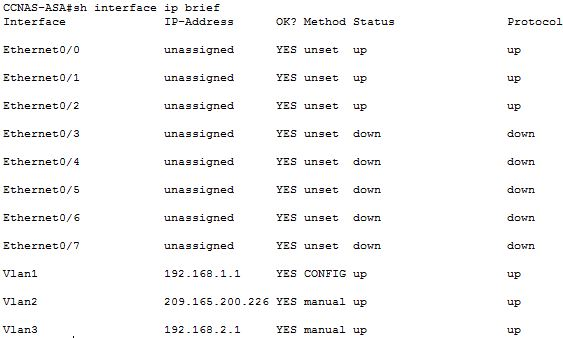 CCNAS-ASA#sh interface ip brief
Interface IP-Address OK? Method Status Protocol
Ethernet0/0 unassigned YES unset up up
Ethernet0/1 unassigned YES unset up up
Ethernet0/2 unassigned YES unset up up
Ethernet0/3 unassigned YES unset down down
Ethernet0/4 unassigned YES unset down down
Ethernet0/5 unassigned YES unset down down
Ethernet0/6 unassigned YES unset down down
Ethernet0/7 unassigned YES unset down down
Vlan1 192.168.1.1 YES CONFIG up up
Vlan2 209.165.200.226 YES manual up up
Vlan3 192.168.2.1 YES manual up up